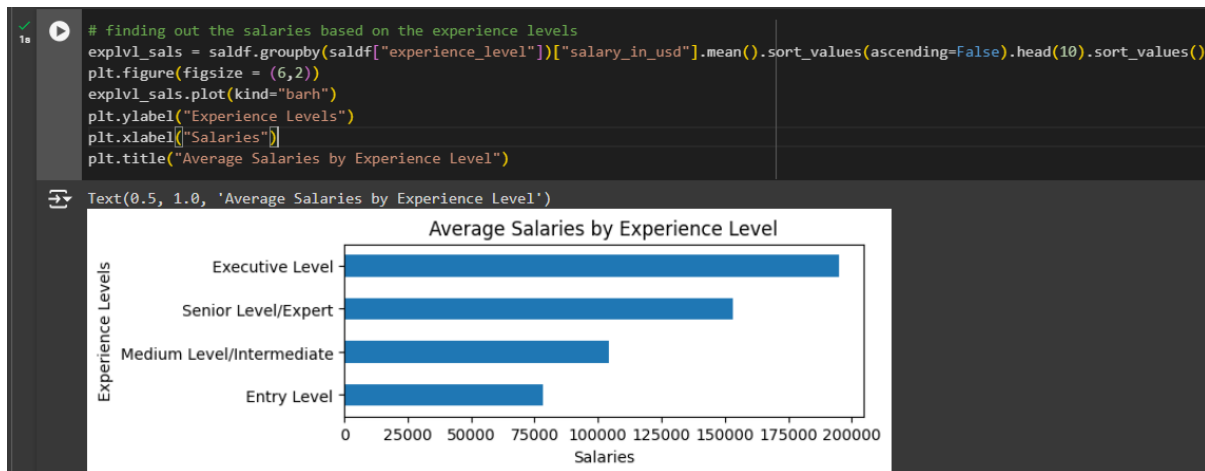 # finding out the salaries based on the experience levels
explvl_sals = saldf.groupby(saldf["experience_level"])["salary_in_usd"].mean().sort_values(ascending=False).head(10).sort_values()
plt.figure(figsize = (6,2))
explvl_sals.plot(kind="barh")
plt.ylabel("Experience Levels")
plt.xlabel("Salaries")
plt.title("Average Salaries by Experience Level")
1s
Text(0.5, 1.0, 'Average Salaries by Experience Level')
Average Salaries by Experience Level
Experience Levels
Executive Level
Senior Level/Expert
Medium Level/Intermediate
Entry Level
0 25000 50000 75000 100000 125000 150000 175000 200000
Salaries